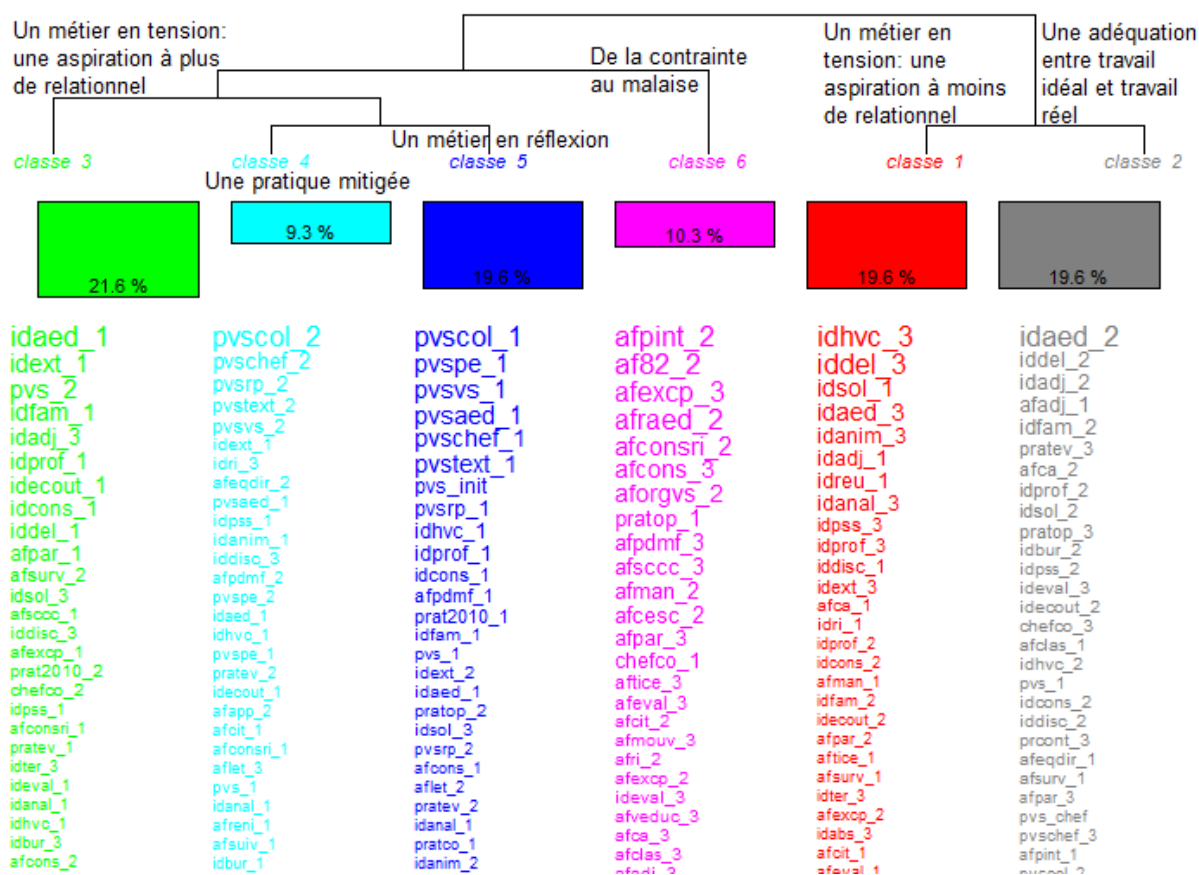 Un métier en tension:
une aspiration à plus
de relationnel
De la contrainte
au malaise
Un métier en
tension: une
aspiration à moins
de relationnel
Une adéquation
entre travail
idéal et travail
réel
Un métier en réflexion
classe 3
classe 4
classe 5
classe 6
classe 1
classe 2
Une pratique mitigée
21.6 %
9.3 %
19.6 %
10.3 %
19.6 %
19.6 %
idaed_1
idext_1
pvs_2
idfam_1
idadj_3
idprof_1
idecout_1
idcons_1
iddel_1
afpar_1
afsurv_2
idsol_3
afsccc_1
iddisc_3
afexcp_1
prat2010_2
chefco_2
idpss_1
afconsri_1
pratev_1
idter_3
ideval_1
idanal_1
idhvc_1
idbur_3
afcons_2
pvscol_2
pvschef_2
pvsrp_2
pvstext_2
pvsvs_2
idext_1
idri_3
afeqdir_2
pvsaed_1
idpss_1
idanim_1
iddisc_3
afpdmf_2
pvspe_2
idaed_1
idhvc_1
pvspe_1
pratev_2
idecout_1
afapp_2
afcit_1
afconsri_1
aflet_3
pvs_1
idanal_1
afreni_1
afsuiv_1
idbur_1
pvscol_1
pvspe_1
pvsvs_1
pvsaed_1
pvschef_1
pvstext_1
pvs_init
pvsrp_1
idhvc_1
idprof_1
idcons_1
afpdmf_1
prat2010_1
idfam_1
pvs_1
idext_2
idaed_1
pratop_2
idsol_3
pvsrp_2
afcons_1
aflet_2
pratev_2
idanal_1
pratco_1
idanim_2
afpint_2
af82_2
afexcp_3
afraed_2
afconsri_2
afcons_3
aforgvs_2
pratop_1
afpdmf_3
afsccc_3
afman_2
afcesc_2
afpar_3
chefco_1
aftice_3
afeval_3
afcit_2
afmouv_3
afri_2
afexcp_2
ideval_3
afveduc_3
afca_3
afclas_3
afadj_3
idhvc_3
iddel_3
idsol_1
idaed_3
idanim_3
idadj_1
idreu_1
idanal_3
idpss_3
idprof_3
iddisc_1
idext_3
afca_1
idri_1
idprof_2
idcons_2
afman_1
idfam_2
idecout_2
afpar_2
aftice_1
afsurv_1
idter_3
afexcp_2
idabs_3
afcit_1
afeval_1
idaed_2
iddel_2
idadj_2
afadj_1
idfam_2
pratev_3
afca_2
idprof_2
idsol_2
pratop_3
idbur_2
idpss_2
ideval_3
idecout_2
chefco_3
afclas_1
idhvc_2
pvs_1
idcons_2
iddisc_2
prcont_3
afeqdir_1
afsurv_1
afpar_3
pvs_chef
pvschef_3
afpint_1